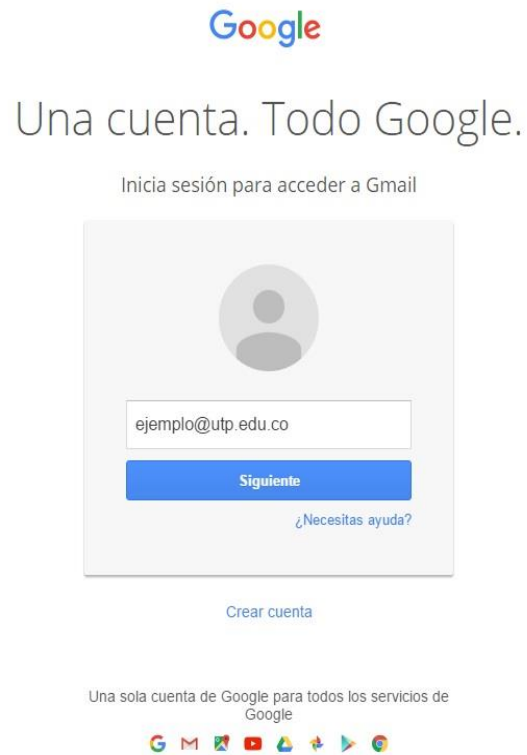 Google
Una cuenta. Todo Google.
Inicia sesión para acceder a Gmail
ejemplo@utp.edu.co
Siguiente
¿Necesitas ayuda?
Crear cuenta
Una sola cuenta de Google para todos los servicios de
Google